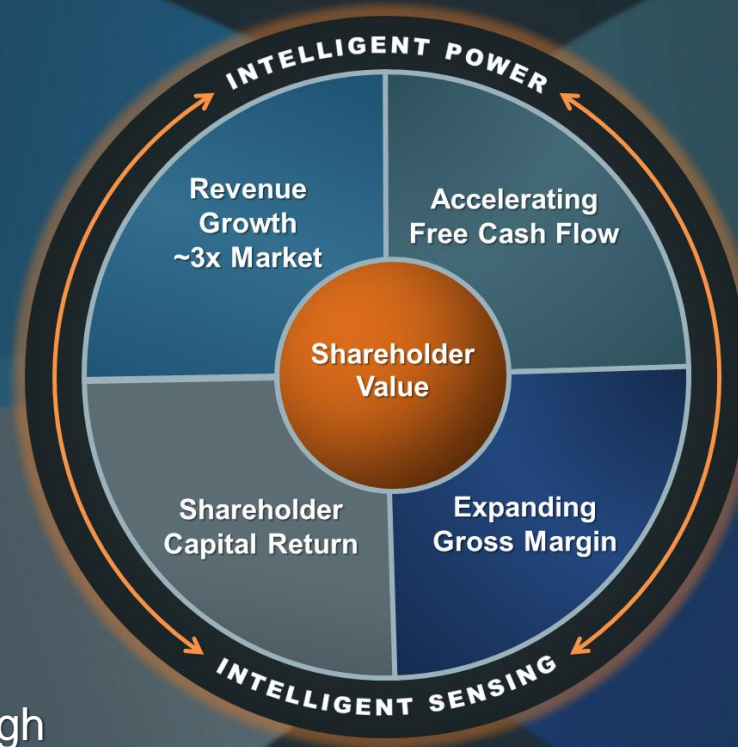 INTELLIGENT POWER
Revenue
Growth
~3x Market
Accelerating
Free Cash Flow
Shareholder
Value
Shareholder
Capital Return
Expanding
Gross Margin
INTELLIGENT SENSING